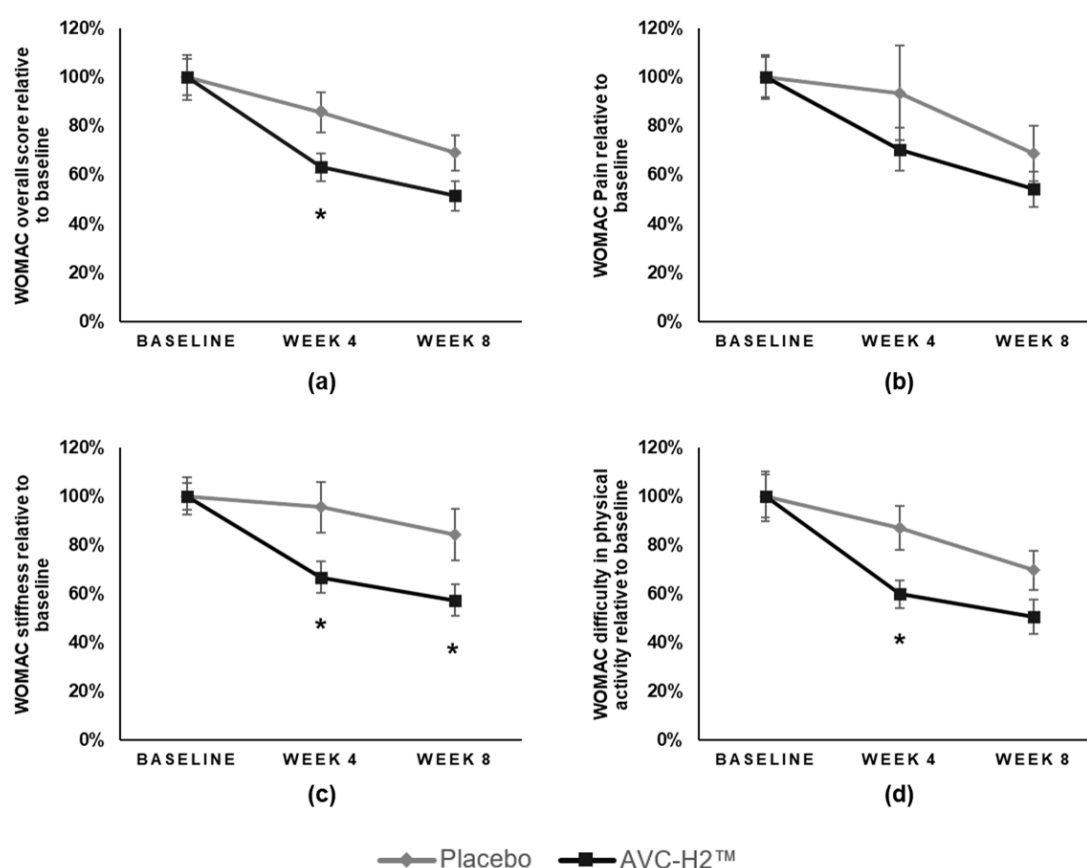 WOMAC overall score relative
to baseline
120%
100%
80%
60%
40%
20%
0%
*
BASELINE WEEK 4 WEEK 8
(a)
WOMAC Pain relative to
baseline
120%
100%
80%
60%
40%
20%
0%
BASELINE WEEK 4 WEEK 8
(b)
WOMAC stiffness relative to
baseline
120%
100%
80%
60%
40%
20%
0%
* *
BASELINE WEEK 4 WEEK 8
(c)
WOMAC difficulty in physical
activity relative to baseline
120%
100%
80%
60%
40%
20%
0%
*
BASELINE WEEK 4 WEEK 8
(d)
Placebo AVC-H2™